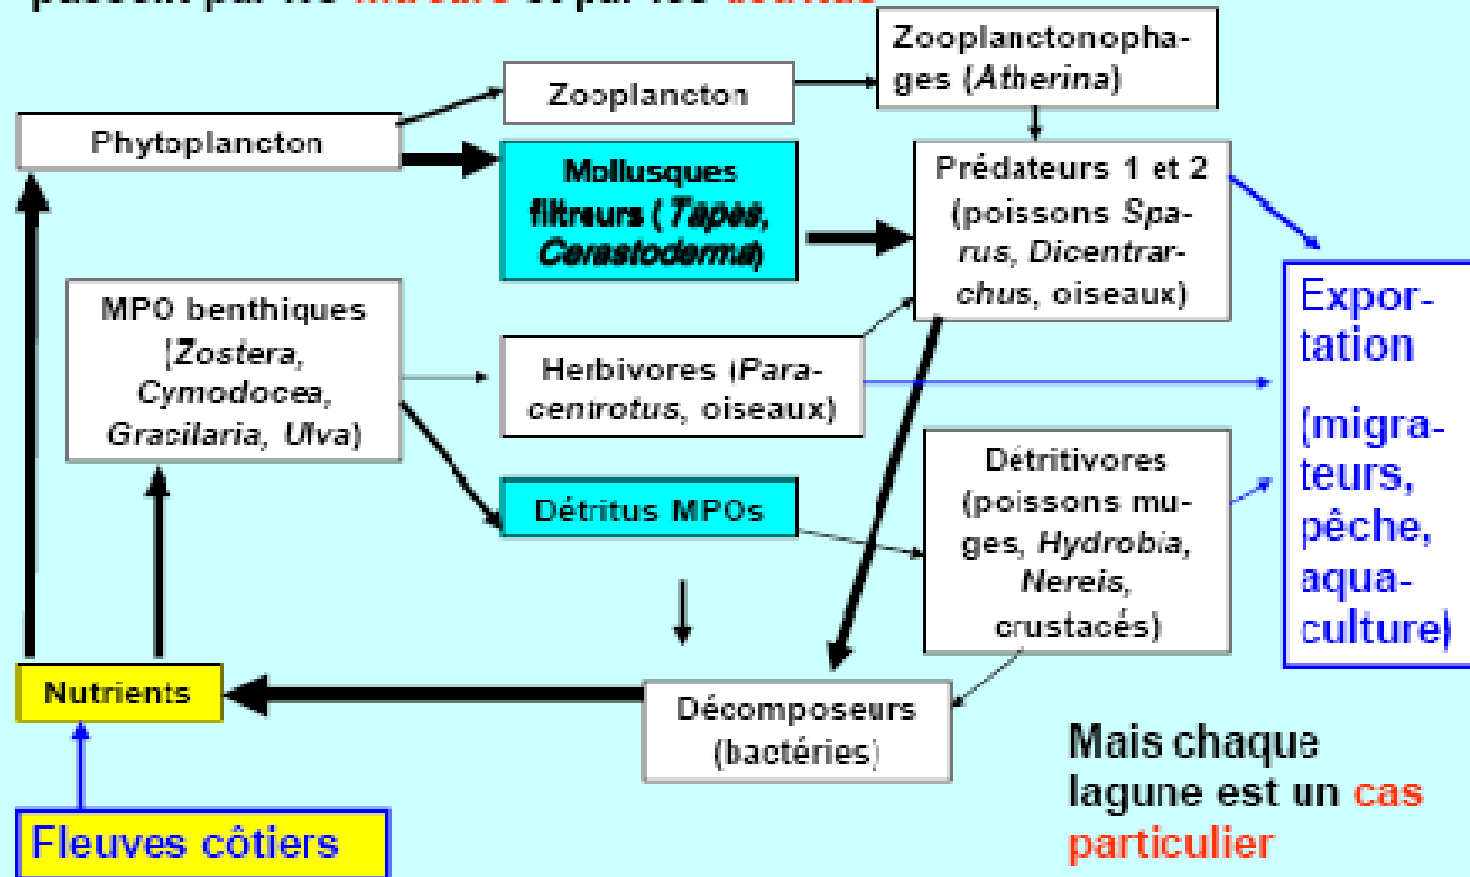 Zooplanctonopha-
ges (Atherina)
Zooplancton
Phytoplancton
Mollusques
filtreurs (Tapes,
Cerastoderma)
Prédateurs 1 et 2
(poissons Spa-
rus, Dicentrar-
chus, oiseaux)
MPO benthiques
(Zostera,
Cymodocea,
Gracilaria, Ulva)
Herbivores (Para-
centrotus, oiseaux)
Expor-
tation
(migra-
teurs,
pêche,
aqua-
culture)
Détritus MPOs
Détritivores
(poissons mu-
ges, Hydrobia,
Nereis,
crustacés)
Nutrients
Décomposeurs
(bactéries)
Fleuves côtiers
Mais chaque
lagune est un cas
particulier